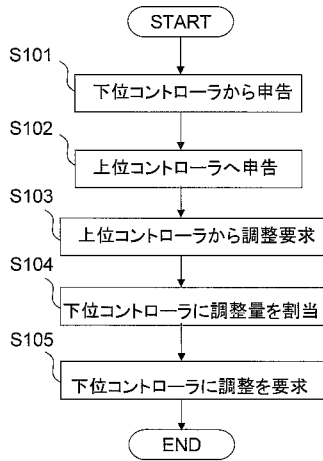 START
S101
下位コントローラから申告
S102
上位コントローラへ申告
S103
上位コントローラから調整要求
S104
下位コントローラに調整量を割当
S105
下位コントローラに調整を要求
END